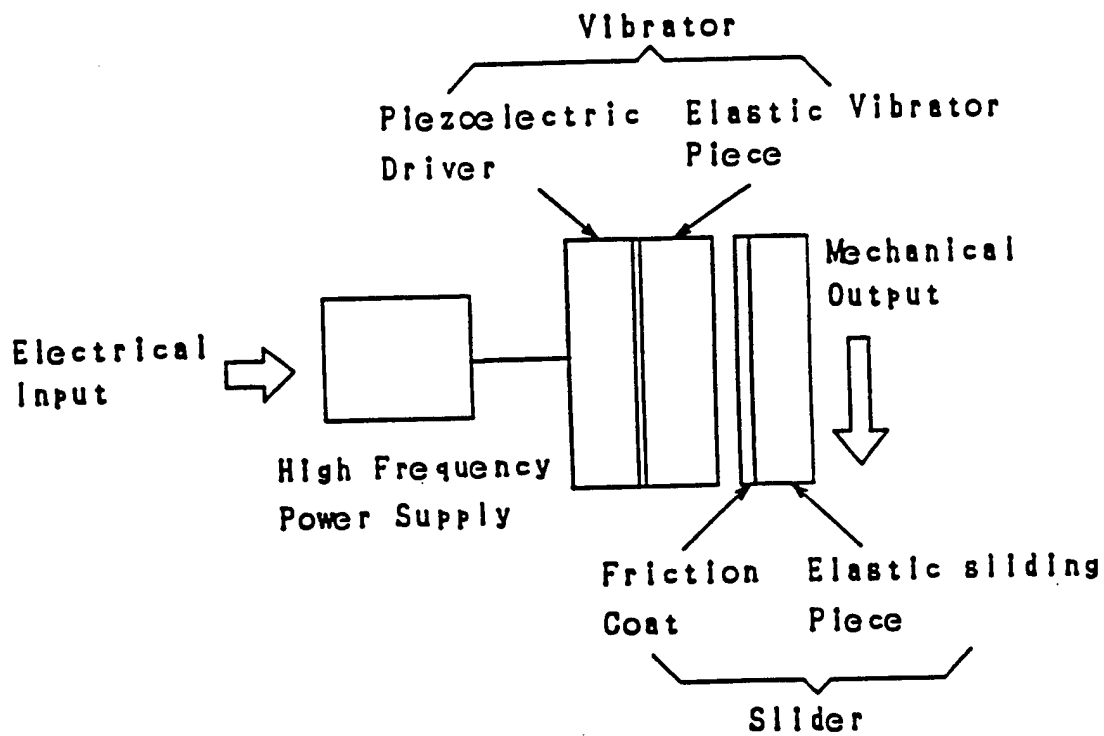 Vibrator
Piezoelectric
Driver
Elastic
Piece
Vibrator
Mechanical
Output
Electrical
Input
High Frequency
Power Supply
Friction
Coat
Elastic sliding
Piece
Slider